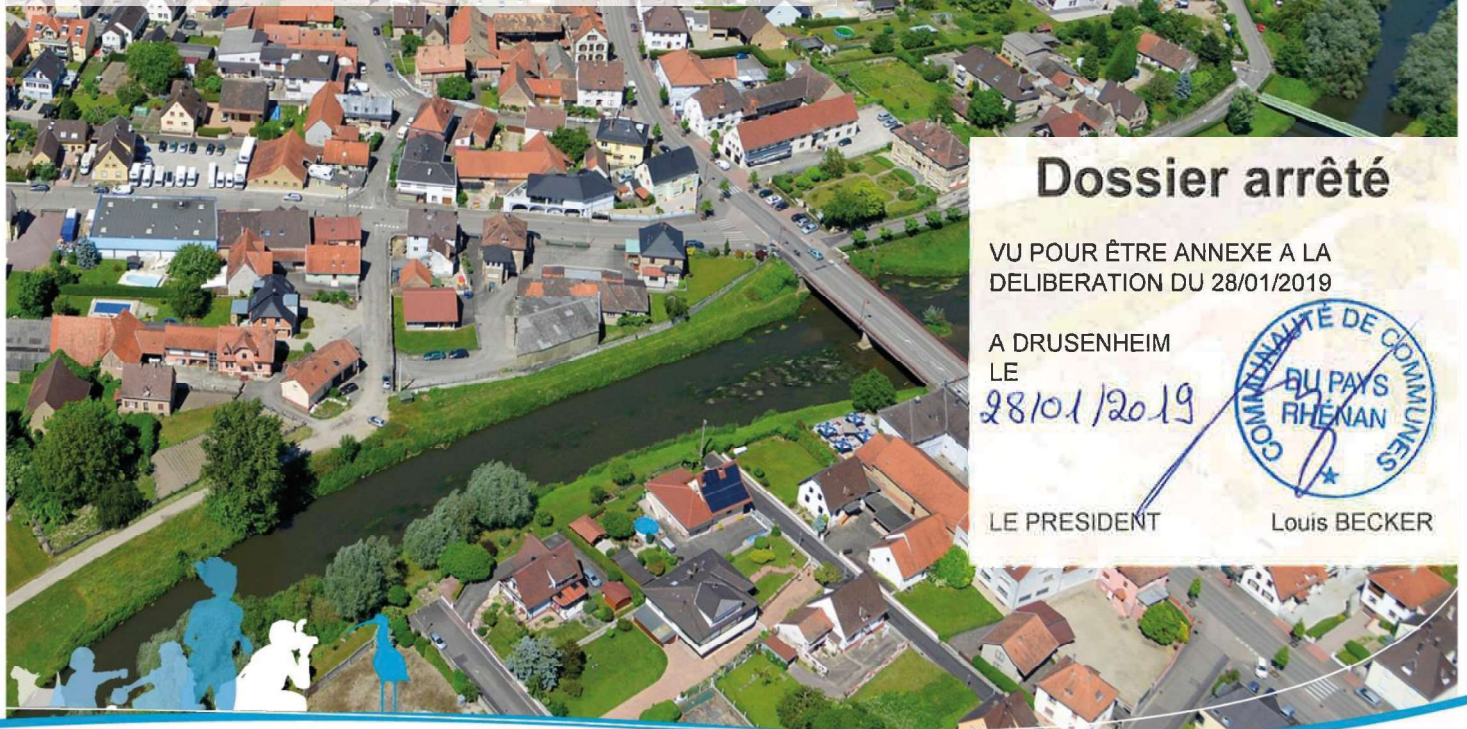 Dossier arrêté
VU POUR ÊTRE ANNEXE A LA
DELIBERATION DU 28/01/2019
A DRUSENHEIM
LE
28/01/2019
COMMUNAUTÉ DE COMMUNES
DU PAYS
RHÉNAN
LE PRESIDENT
Louis BECKER